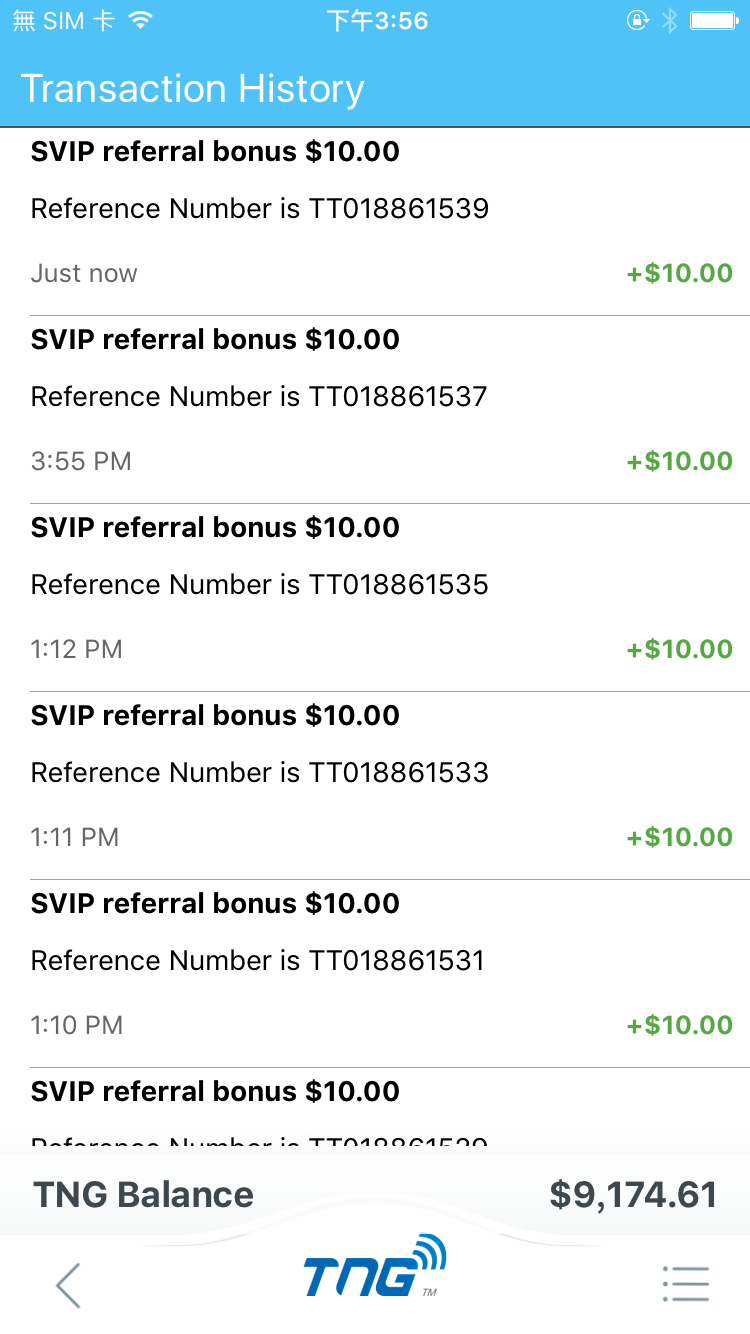 無 SIM 卡 下午3:56
Transaction History
SVIP referral bonus $10.00
Reference Number is TT018861539
Just now +$10.00
SVIP referral bonus $10.00
Reference Number is TT018861537
3:55 PM +$10.00
SVIP referral bonus $10.00
Reference Number is TT018861535
1:12 PM +$10.00
SVIP referral bonus $10.00
Reference Number is TT018861533
1:11 PM +$10.00
SVIP referral bonus $10.00
Reference Number is TT018861531
1:10 PM +$10.00
SVIP referral bonus $10.00
Reference Number is
TNG Balance $9,174.61
TNG TM